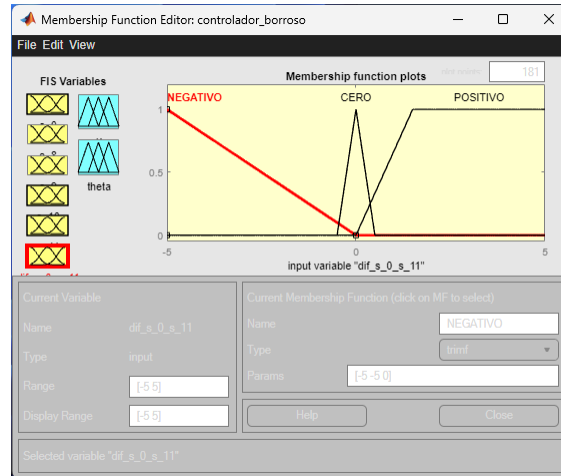 Membership Function Editor: controlador_borroso
File Edit View
FIS Variables
theta
Membership function plots
plot points:
181
NEGATIVO
CERO
POSITIVO
1
0.5
0
-5
0
5
input variable "dif_s_0_s_11"
Current Variable
Name
dif_s_0_s_11
Type
input
Range
[-5 5]
Display Range
[-5 5]
Current Membership Function (click on MF to select)
Name
NEGATIVO
Type
trimf
Params
[-5 -5 0]
Help
Close
Selected variable "dif_s_0_s_11"